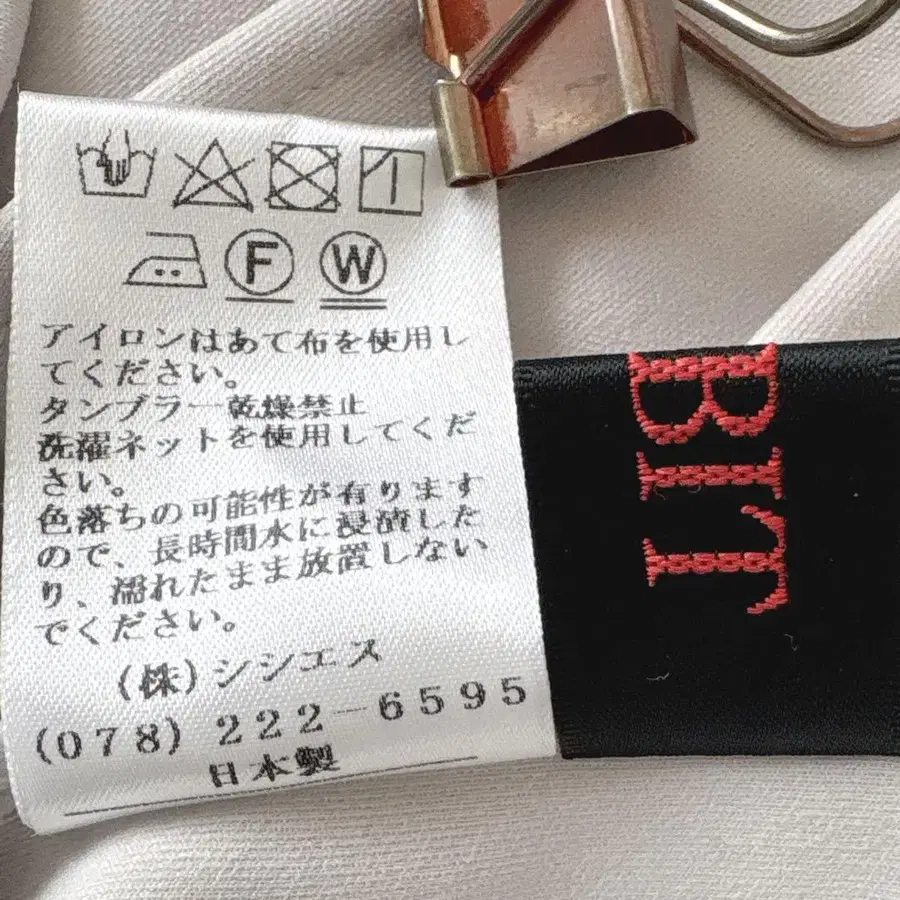 F W
アイロンはあて布を使用し
てください。
タンブラー乾燥禁止
洗濯ネットを使用してくだ
さい。
色落ちの可能性が有ります
ので、長時間水に浸漬した
り、濡れたまま放置しない
でください。
(株)シシエス
(078)222-6595
日本製
BIT